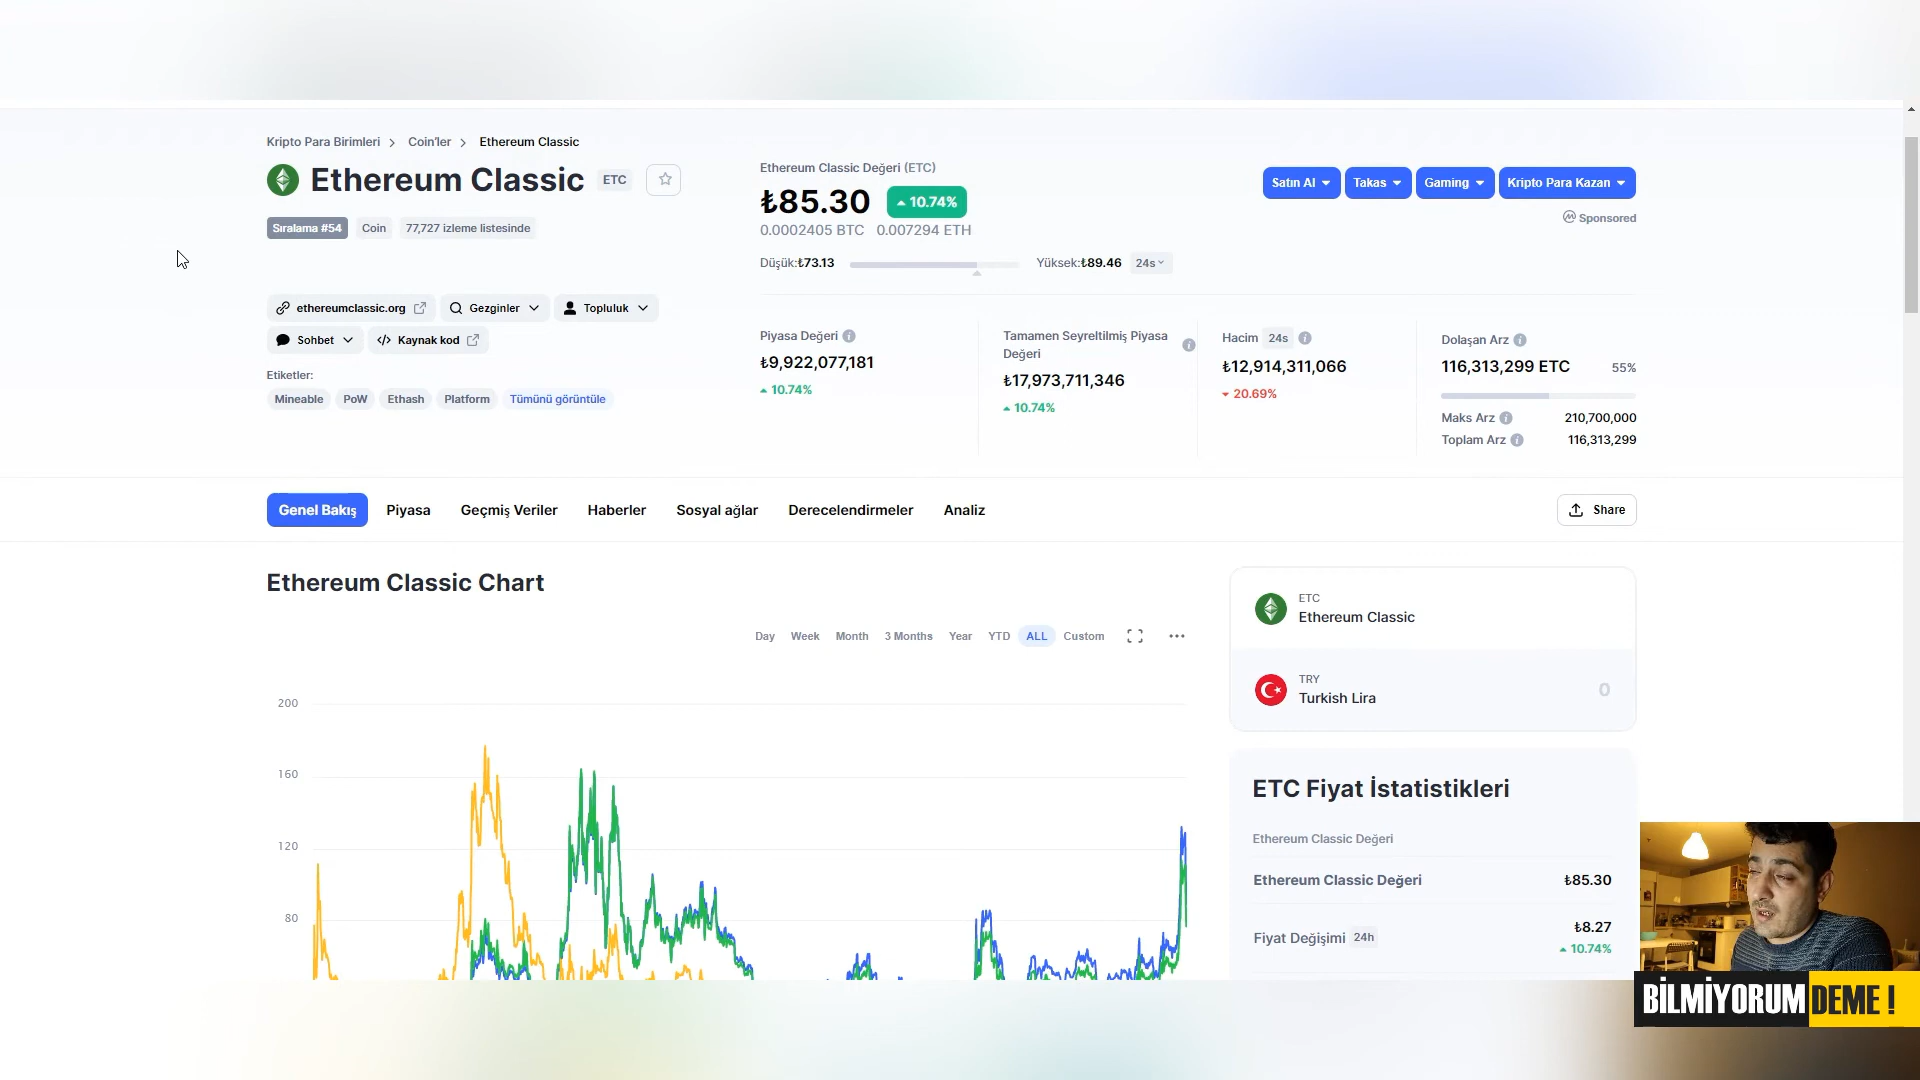 Kripto Para Birimleri > Coin'ler > Ethereum Classic
Ethereum Classic ETC
Sıralama #54 Coin 77,727 izleme listesinde
ethereumclassic.org Gezginler Topluluk
Sohbet Kaynak kod
Etiketler:
Mineable PoW Ethash Platform Tümünü görüntüle
Ethereum Classic Değeri (ETC)
₺85.30 10.74%
0.0002405 BTC 0.007294 ETH
Düşük:₺73.13 Yüksek:₺89.46 24s
Satın Al Takas Gaming Kripto Para Kazan
Sponsored
Piyasa Değeri
₺9,922,077,181
10.74%
Tamamen Seyreltilmiş Piyasa
Değeri
₺17,973,711,346
10.74%
Hacim 24s
₺12,914,311,066
20.69%
Dolaşan Arz
116,313,299 ETC 55%
Maks Arz 210,700,000
Toplam Arz 116,313,299
Genel Bakış Piyasa Geçmiş Veriler Haberler Sosyal ağlar Derecelendirmeler Analiz Share
Ethereum Classic Chart
Day Week Month 3 Months Year YTD ALL Custom
200
160
120
80
ETC
Ethereum Classic
TRY
Turkish Lira 0
ETC Fiyat İstatistikleri
Ethereum Classic Değeri
Ethereum Classic Değeri ₺85.30
Fiyat Değişimi 24h ₺8.27
10.74%
BİLMİYORUM DEME !